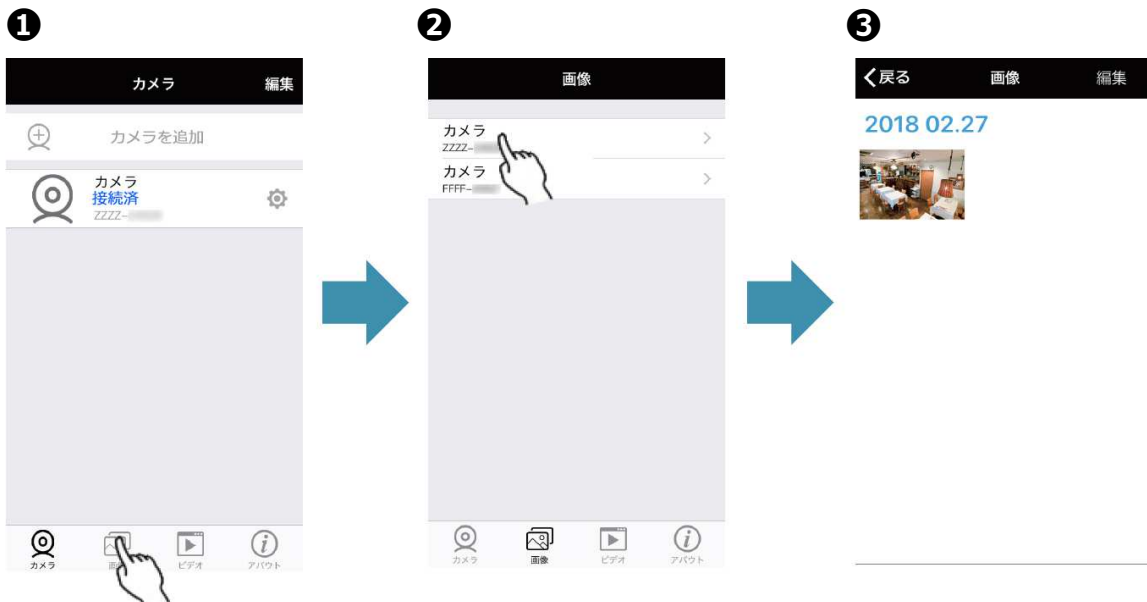 ❶
カメラ 編集
カメラを追加
カメラ
接続済
ZZZZ-
カメラ ビデオ アバウト
❷
画像
カメラ
ZZZZ-
カメラ
FFFF-
カメラ 画像 ビデオ アバウト
❸
戻る 画像 編集
2018 02.27